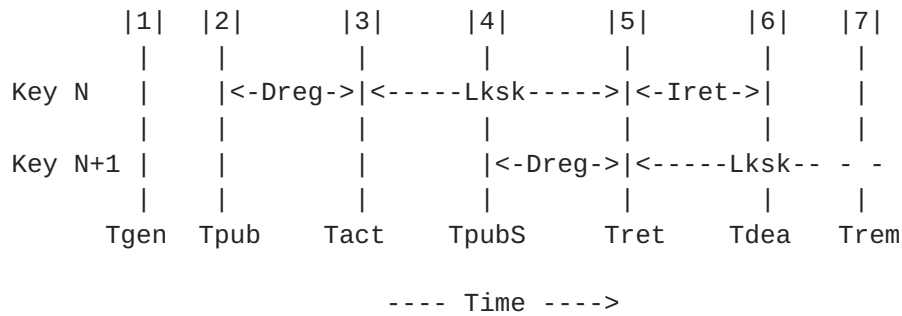 |1| |2| |3| |4| |5| |6| |7|
| | | | | | |
Key N | |<-Dreg->|<-----Lksk----->|<-Iret->| |
| | | | | | |
Key N+1 | | | |<-Dreg->|<-----Lksk-- - -
| | | | | | |
Tgen Tpub Tact TpubS Tret Tdea Trem
---- Time ---->